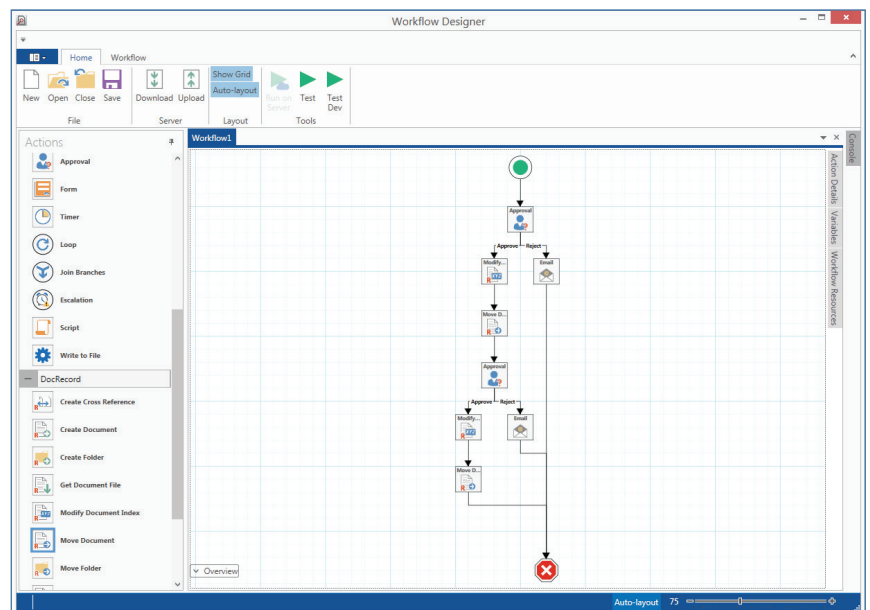 Workflow Designer
Home Workflow
New Open Close Save
Download Upload
Show Grid
Auto-layout
Run on
Server
Test
Test
Dev
File Server Layout Tools
Actions
Workflow1
Console
Action Details
Variables
Workflow Resources
Approval
Form
Timer
Loop
Join Branches
Escalation
Script
Write to File
DocRecord
Create Cross Reference
Create Document
Create Folder
Get Document File
Modify Document Index
Move Document
Move Folder
Approval
Approve Reject
Modify...
Email
Move D...
Approval
Approve Reject
Modify...
Email
Move D...
Overview
Auto-layout 75